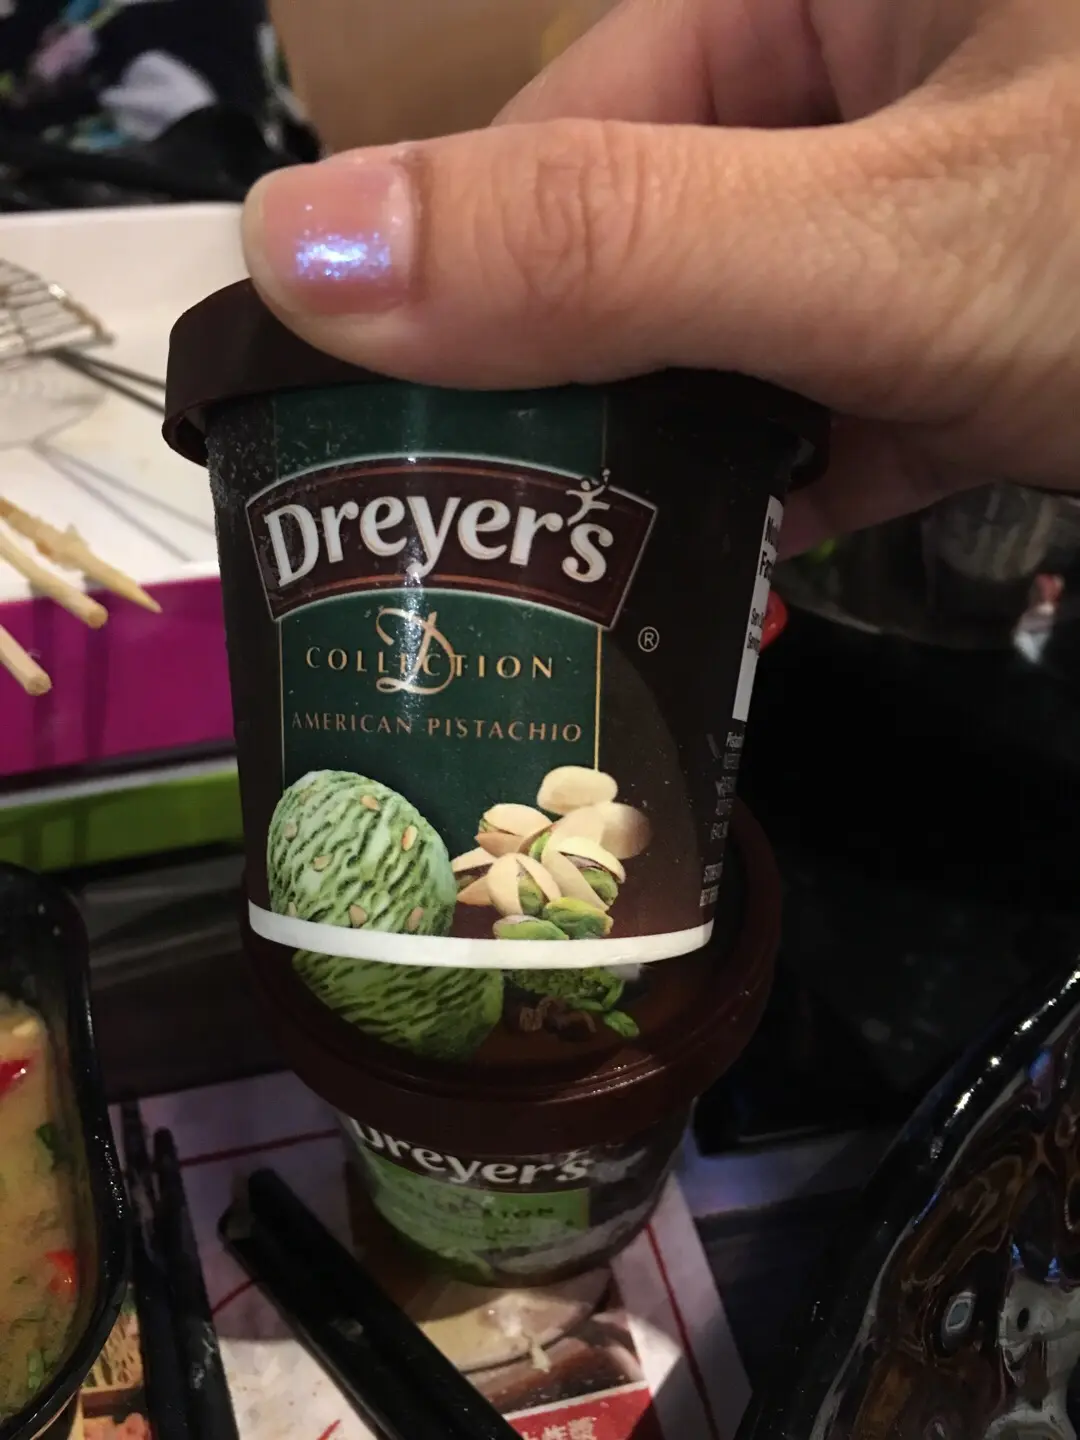 Dreyer's
D
COLLECTION
AMERICAN PISTACHIO
®
Dreyer's